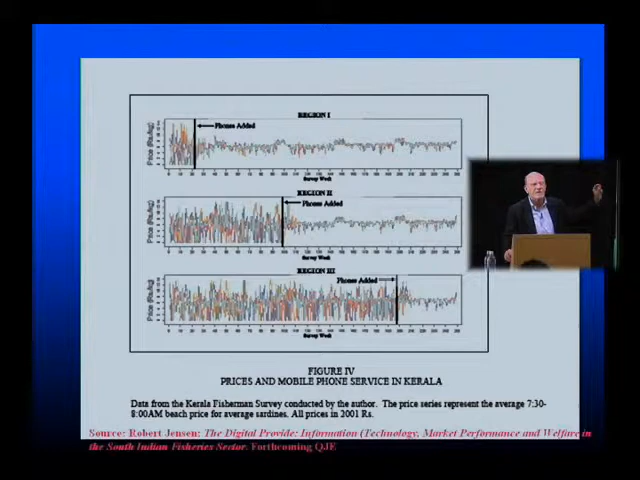 REGION I
Phones Added
Price (Rs/kg)
Survey Week
REGION II
Phones Added
Price (Rs/kg)
Survey Week
REGION III
Phones Added
Price (Rs/kg)
Survey Week
FIGURE IV
PRICES AND MOBILE PHONE SERVICE IN KERALA
Data from the Kerala Fisherman Survey conducted by the author. The price series represent the average 7:30-
8:00AM beach price for average sardines. All prices in 2001 Rs.
Source: Robert Jensen: The Digital Provide: Information (Technology, Market Performance and Welfare in
the South Indian Fisheries Sector. Forthcoming QJE